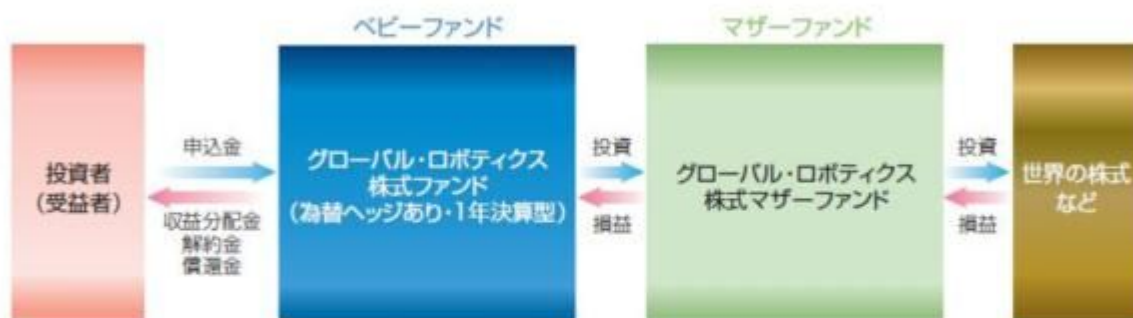 ベビーファンド
マザーファンド
投資者
(受益者)
申込金
収益分配金
解約金
償還金
グローバル・ロボティクス
株式ファンド
(為替ヘッジあり・1年決算型)
投資
損益
グローバル・ロボティクス
株式マザーファンド
投資
損益
世界の株式
など